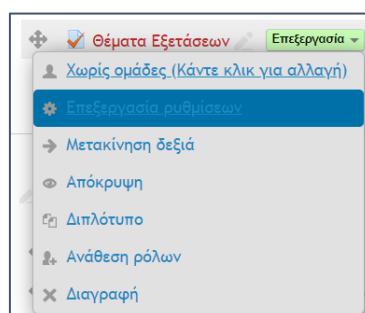 Θέματα Εξετάσεων Επεξεργασία
Χωρίς ομάδες (Κάντε κλικ για αλλαγή)
Επεξεργασία ρυθμίσεων
Μετακίνηση δεξιά
Απόκρυψη
Διπλότυπο
Ανάθεση ρόλων
Διαγραφή